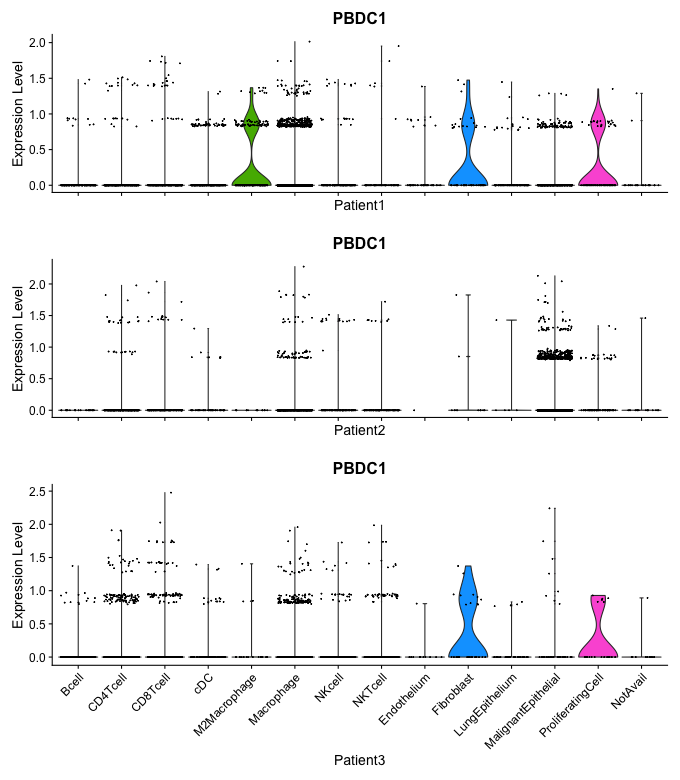 PBDC1
Expression Level
2.0
1.5
1.0
0.5
0.0
Patient1
PBDC1
Expression Level
2.0
1.5
1.0
0.5
0.0
Patient2
PBDC1
Expression Level
2.5
2.0
1.5
1.0
0.5
0.0
Bcell
CD4Tcell
CD8Tcell
cDC
M2Macrophage
Macrophage
NKcell
NKTcell
Endothelium
Fibroblast
LungEpithelium
MalignantEpithelial
ProliferatingCell
NotAvail
Patient3